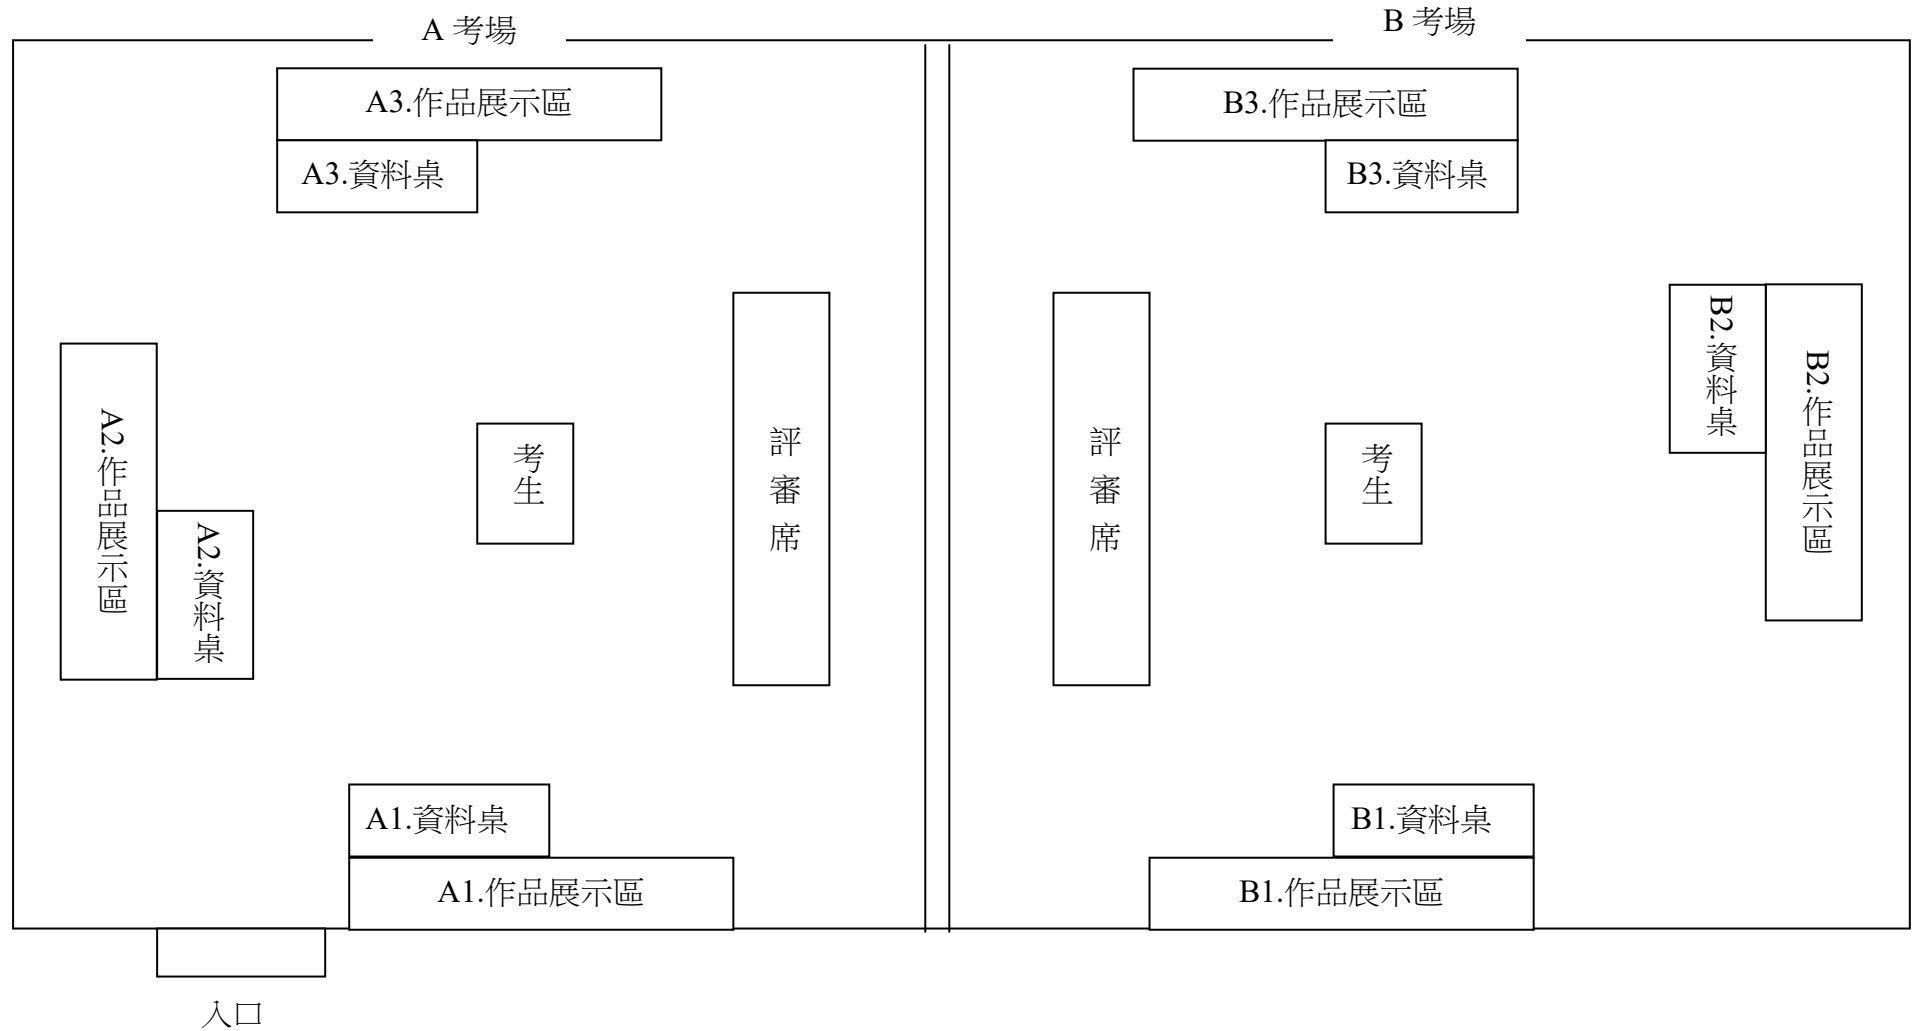 A 考場
B 考場
A3.作品展示區
B3.作品展示區
A3.資料桌
B3.資料桌
A2.作品展示區
A2.資料桌
考生
評審席
評審席
考生
B2.資料桌
B2.作品展示區
A1.資料桌
B1.資料桌
A1.作品展示區
B1.作品展示區
入口